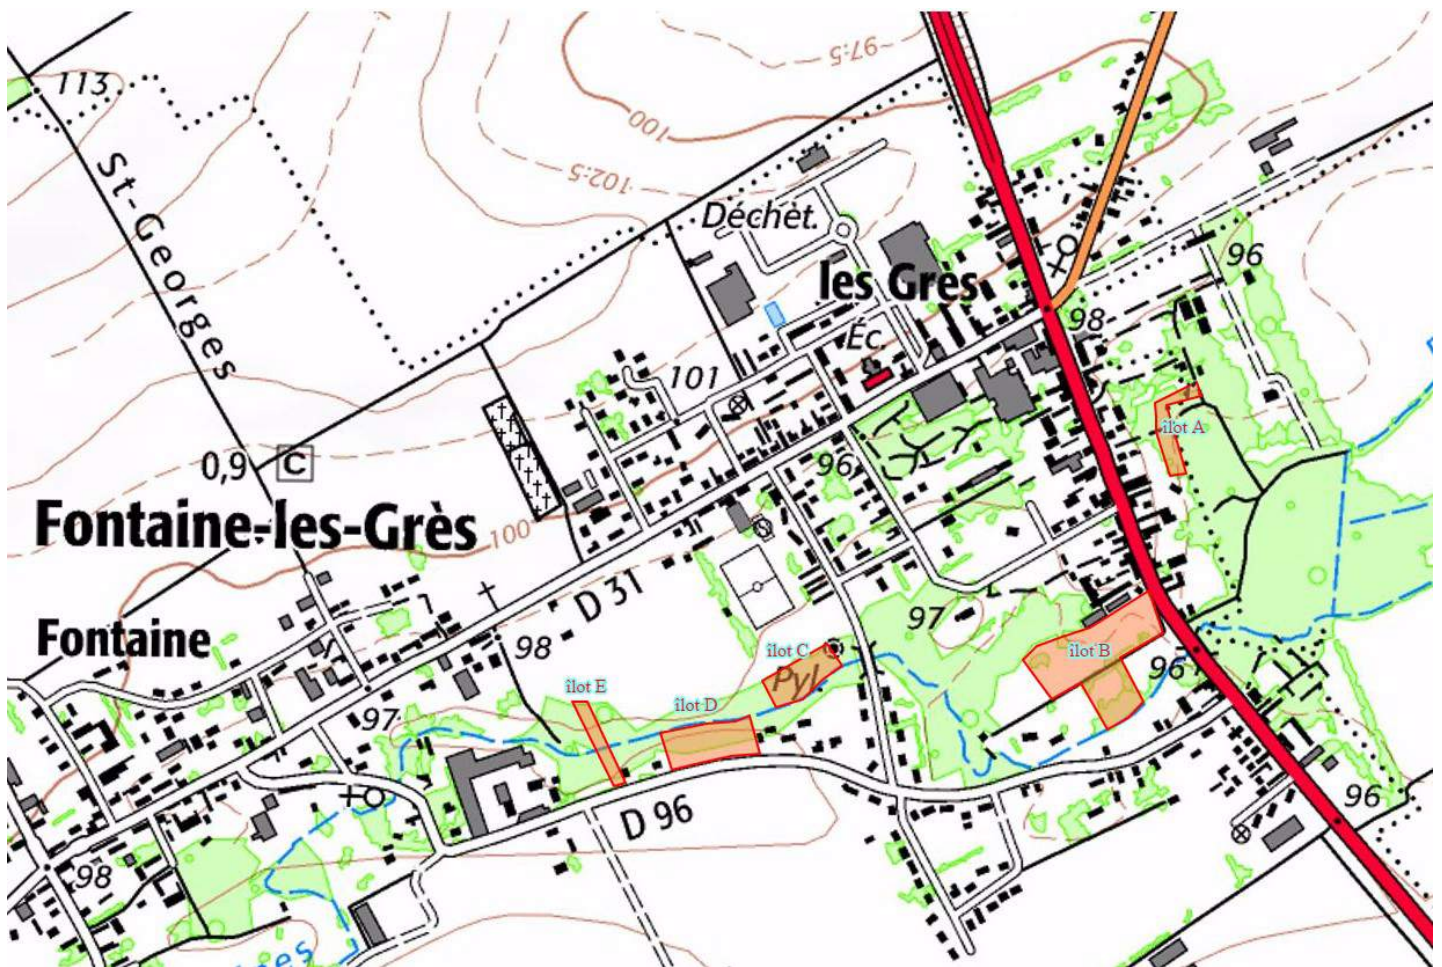 97:5
113
100
102:5
St-Georges
Déchèt.
96
les Grès
98
Éc.
101
îlot A
0,9
C
96
Fontaine-les-Grès
100
D 31
97
Fontaine
98
îlot C
îlot B
Pyl
96
îlot E
îlot D
97
D 96
96
98